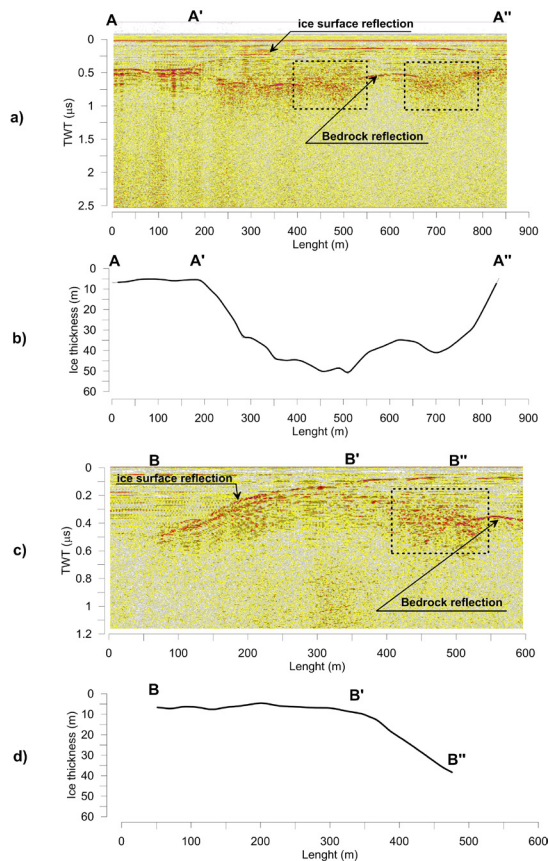 A A' A"
ice surface reflection
0
0.5
1
1.5
2
2.5
TWT (µs)
a)
Bedrock reflection
0 100 200 300 400 500 600 700 800 900
Lenght (m)
A A' A"
0
10
20
30
40
50
60
Ice thickness (m)
b)
0 100 200 300 400 500 600 700 800 900
Lenght (m)
B B' B"
ice surface reflection
0
0.2
0.4
0.6
0.8
1
1.2
TWT (µs)
c)
Bedrock reflection
0 100 200 300 400 500 600
Lenght (m)
B
B'
B"
0
10
20
30
40
50
60
Ice thickness (m)
d)
0 100 200 300 400 500 600
Lenght (m)